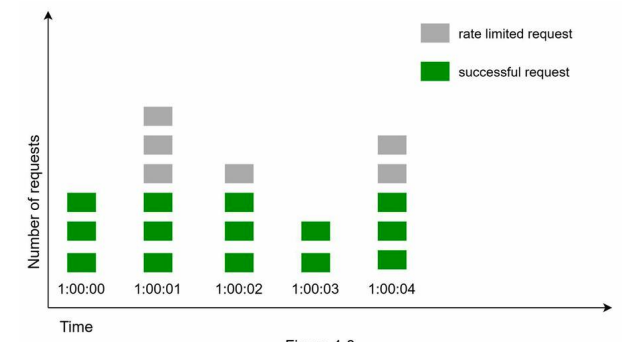 rate limited request
successful request
Number of requests
1:00:00 1:00:01 1:00:02 1:00:03 1:00:04
Time